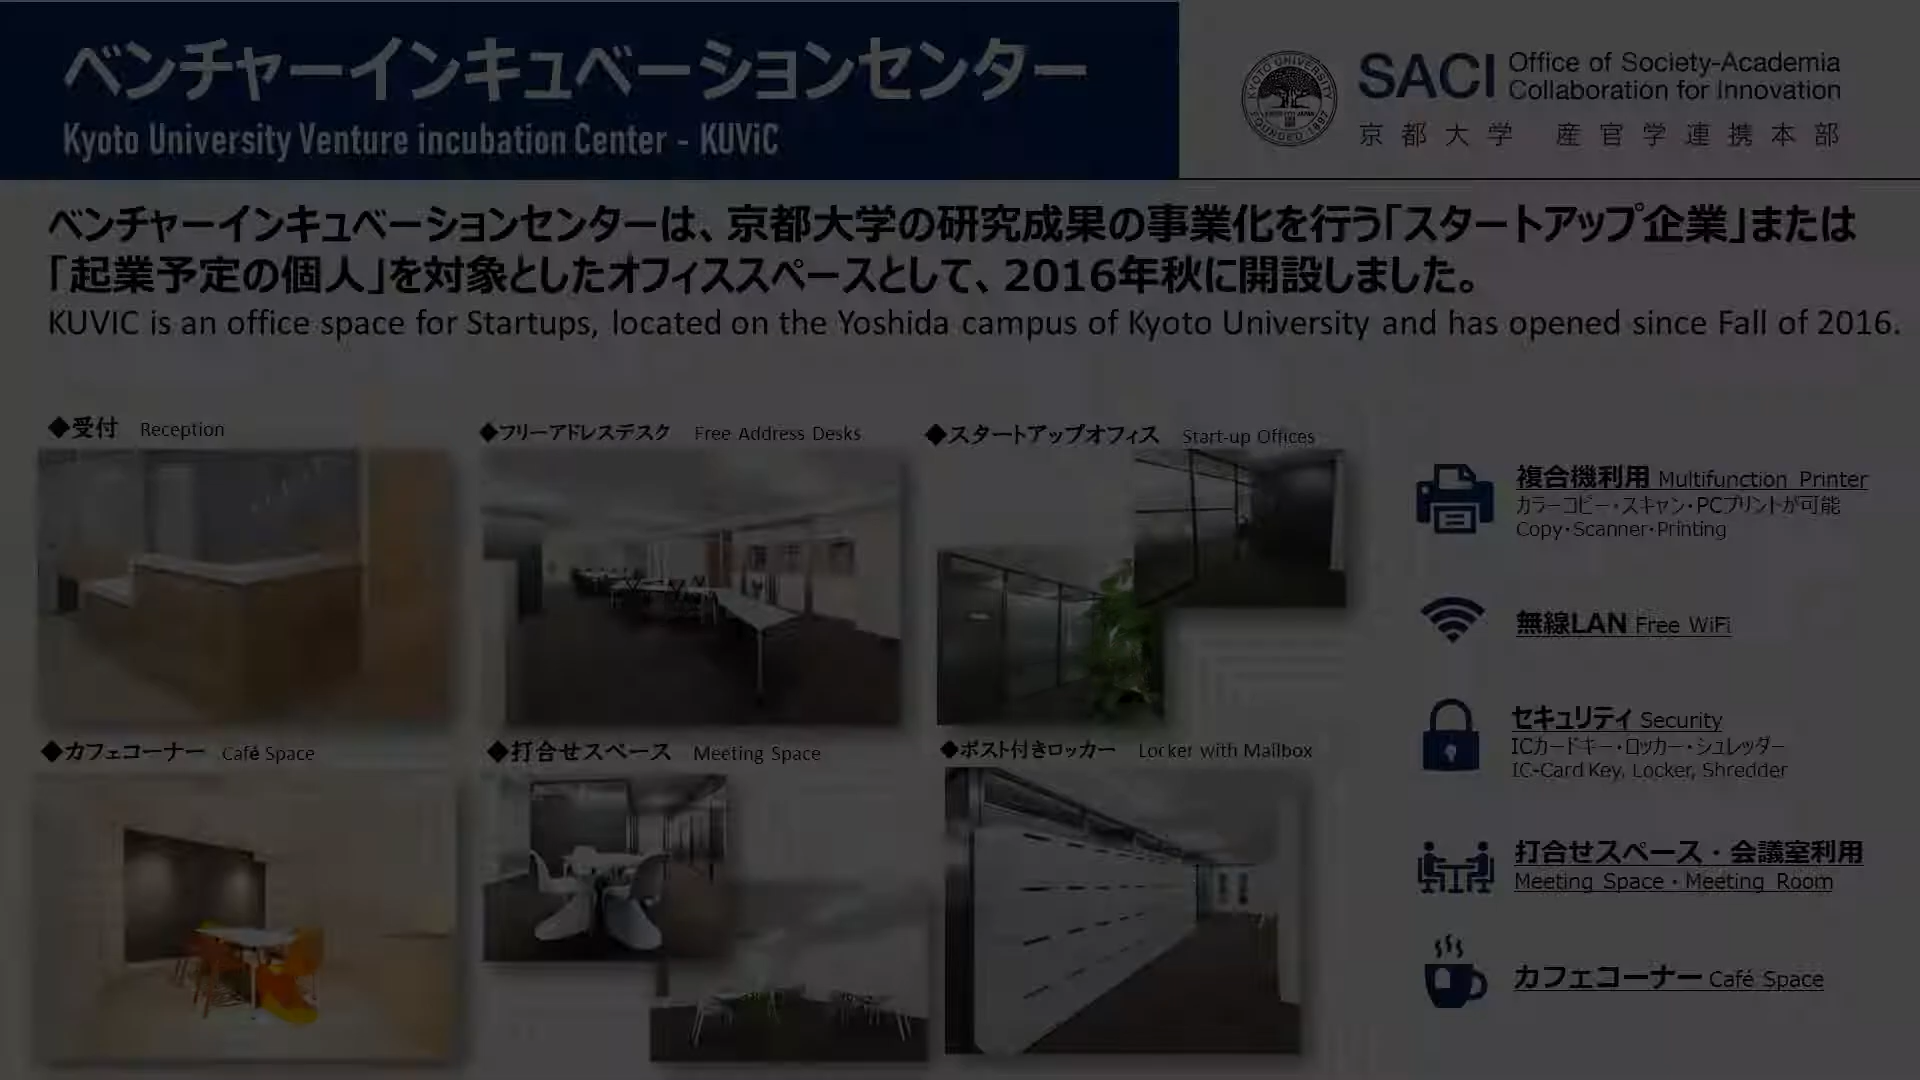 ベンチャーインキュベーションセンター
Kyoto University Venture incubation Center - KUViC
KYOTO UNIVERSITY
FOUNDED 1897
SACI Office of Society-Academia
Collaboration for Innovation
京都大学 産官学連携本部
ベンチャーインキュベーションセンターは、京都大学の研究成果の事業化を行う「スタートアップ企業」または
「起業予定の個人」を対象としたオフィススペースとして、2016年秋に開設しました。
KUVIC is an office space for Startups, located on the Yoshida campus of Kyoto University and has opened since Fall of 2016.
◆受付 Reception
◆フリーアドレスデスク Free Address Desks
◆スタートアップオフィス Start-up Offices
◆カフェコーナー Café Space
◆打合せスペース Meeting Space
◆ポスト付きロッカー Locker with Mailbox
複合機利用 Multifunction Printer
カラーコピー・スキャン・PCプリントが可能
Copy・Scanner・Printing
無線LAN Free WiFi
セキュリティ Security
ICカードキー・ロッカー・シュレッダー
IC-Card Key, Locker, Shredder
打合せスペース・会議室利用
Meeting Space・Meeting Room
カフェコーナー Café Space